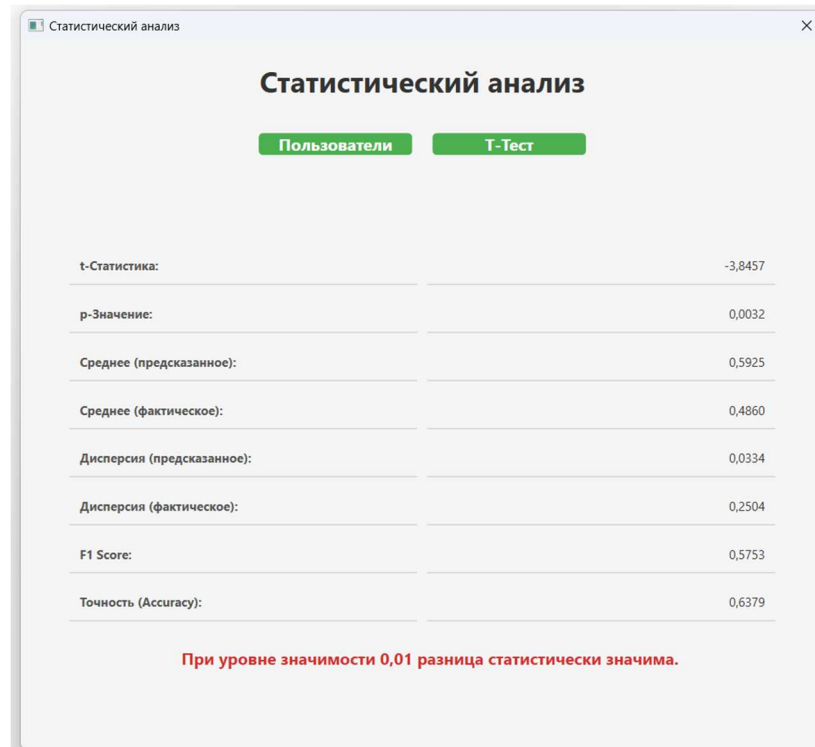 Статистический анализ
Статистический анализ
Пользователи Т-Тест
t-Статистика: -3,8457
p-Значение: 0,0032
Среднее (предсказанное): 0,5925
Среднее (фактическое): 0,4860
Дисперсия (предсказанное): 0,0334
Дисперсия (фактическое): 0,2504
F1 Score: 0,5753
Точность (Accuracy): 0,6379
При уровне значимости 0,01 разница статистически значима.